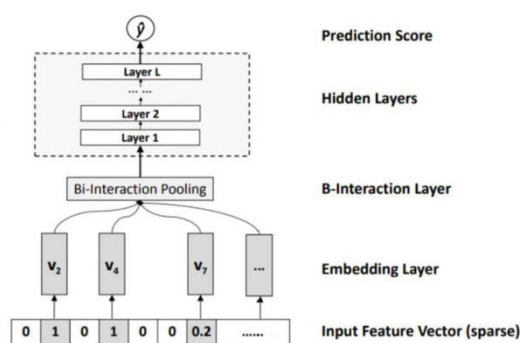 ŷ Prediction Score
Layer L
... ...
Hidden Layers
Layer 2
Layer 1
Bi-Interaction Pooling B-Interaction Layer
v₂ v₄ v₇ ... Embedding Layer
0 1 0 1 0 0 0.2 ...... Input Feature Vector (sparse)